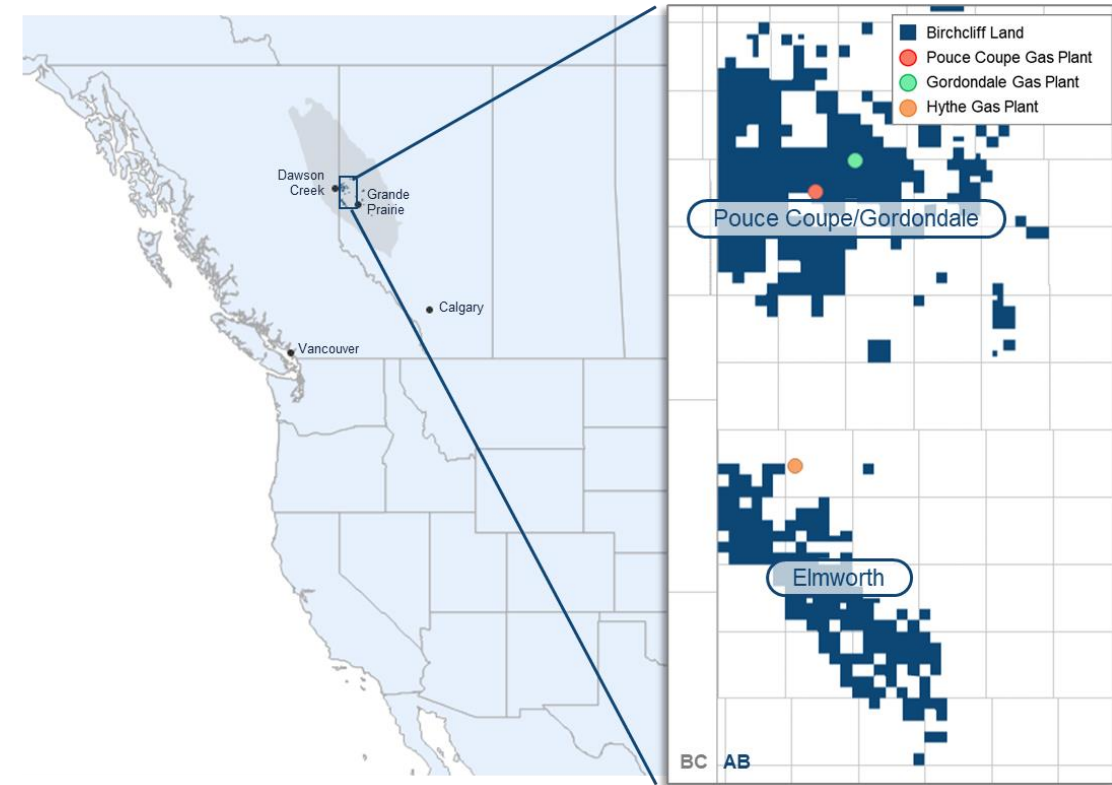 Dawson
Creek
Grande
Prairie
Calgary
Vancouver
Birchcliff Land
Pouce Coupe Gas Plant
Gordondale Gas Plant
Hythe Gas Plant
Pouce Coupe/Gordondale
Elmworth
BC AB